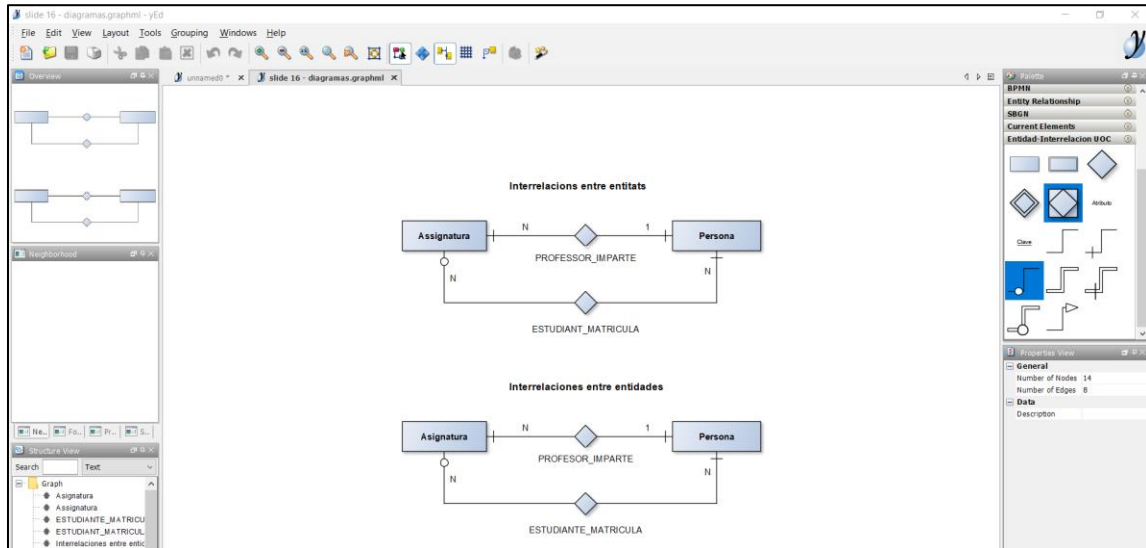 slide 16 - diagramas.graphml - yEd
File Edit View Layout Tools Grouping Windows Help
Overview
unnamed0 *
slide 16 - diagramas.graphml
Palette
BPMN
Entity Relationship
SBGN
Current Elements
Entidad-Interrelacion UOC
Atributo
Clave
Neighborhood
Interrelacions entre entitats
Assignatura
N
1
Persona
PROFESSOR_IMPARTE
N
N
ESTUDIANT_MATRICULA
Interrelaciones entre entidades
Asignatura
N
1
Persona
PROFESOR_IMPARTE
N
N
ESTUDIANTE_MATRICULA
Properties View
General
Number of Nodes 14
Number of Edges 8
Data
Description
Ne... Fo... Pr... S...
Structure View
Search Text
Graph
Asignatura
Assignatura
ESTUDIANTE_MATRICU
ESTUDIANT_MATRICUL
Interrelaciones entre entic